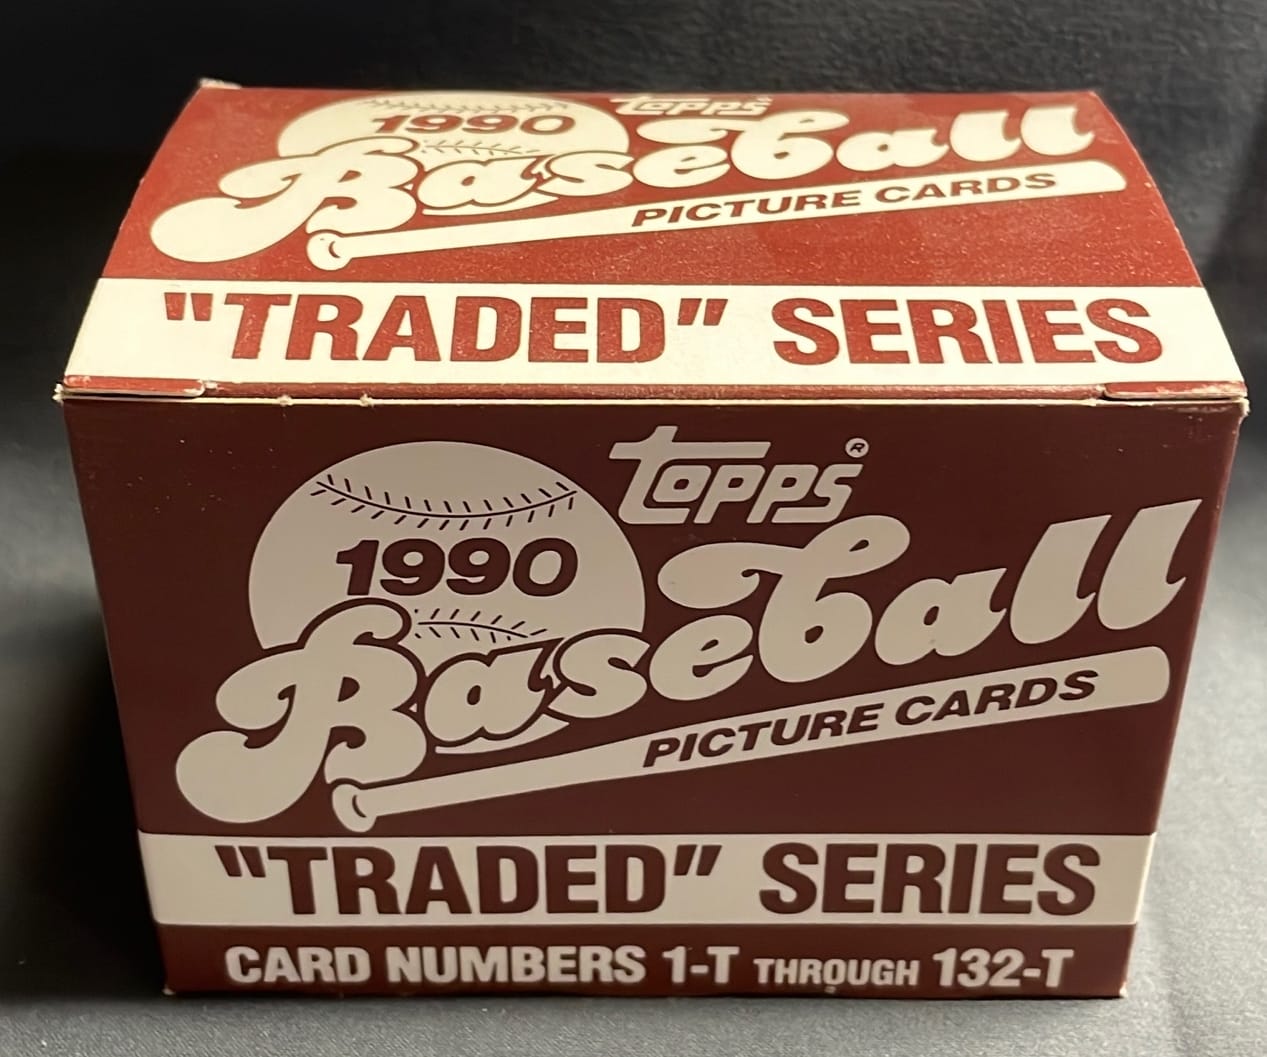 Topps
1990
Baseball
PICTURE CARDS
"TRADED" SERIES
Topps®
1990
Baseball
PICTURE CARDS
"TRADED" SERIES
CARD NUMBERS 1-T THROUGH 132-T